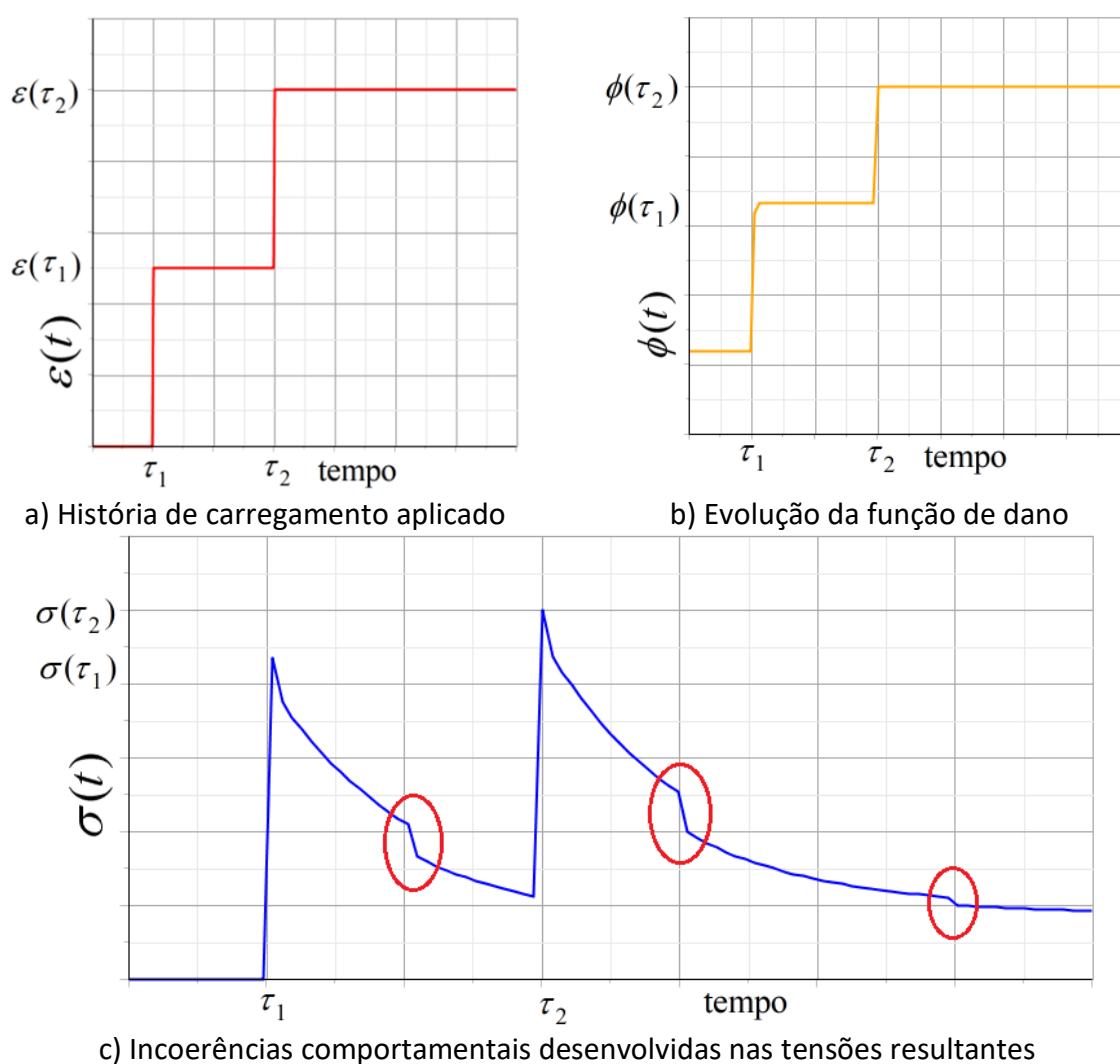 ε(τ₂)
ε(τ₁)
ε(t)
τ₁ τ₂ tempo
a) História de carregamento aplicado
ϕ(τ₂)
ϕ(τ₁)
ϕ(t)
τ₁ τ₂ tempo
b) Evolução da função de dano
σ(τ₂)
σ(τ₁)
σ(t)
τ₁ τ₂ tempo
c) Incoerências comportamentais desenvolvidas nas tensões resultantes